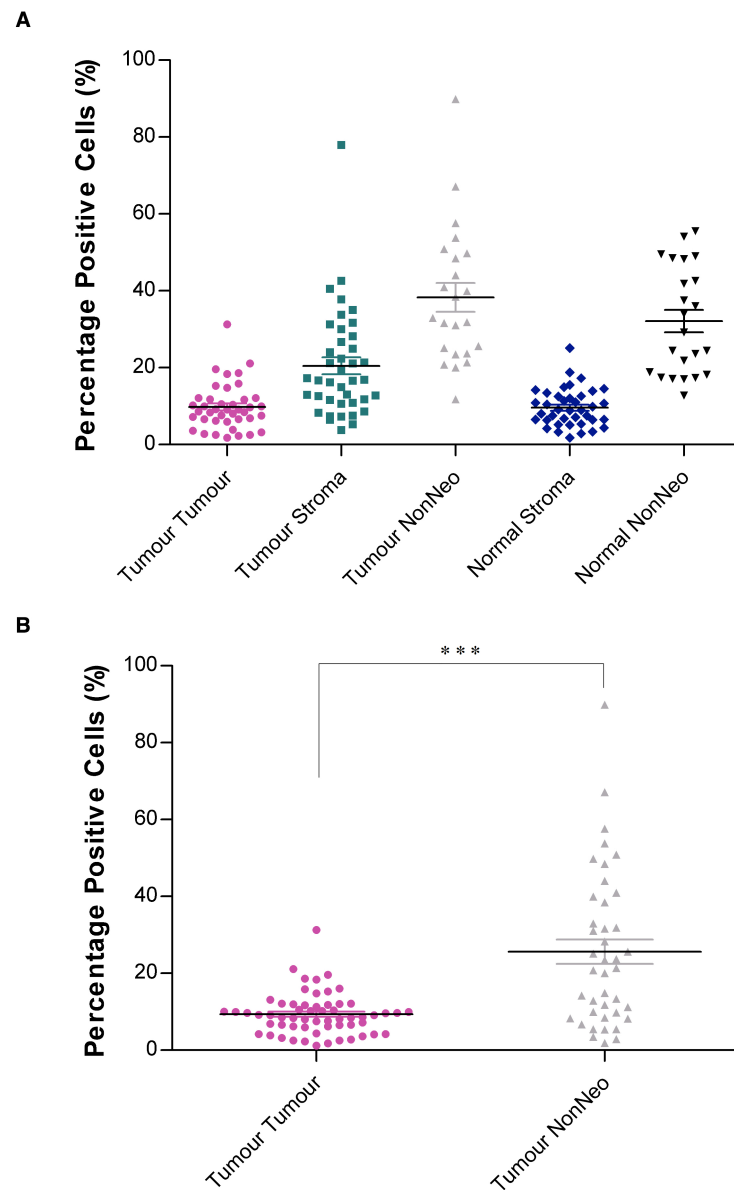 A
Percentage Positive Cells (%)
100
80
60
40
20
0
Tumour Tumour
Tumour Stroma
Tumour NonNeo
Normal Stroma
Normal NonNeo
B
Percentage Positive Cells (%)
100
80
60
40
20
0
***
Tumour Tumour
Tumour NonNeo